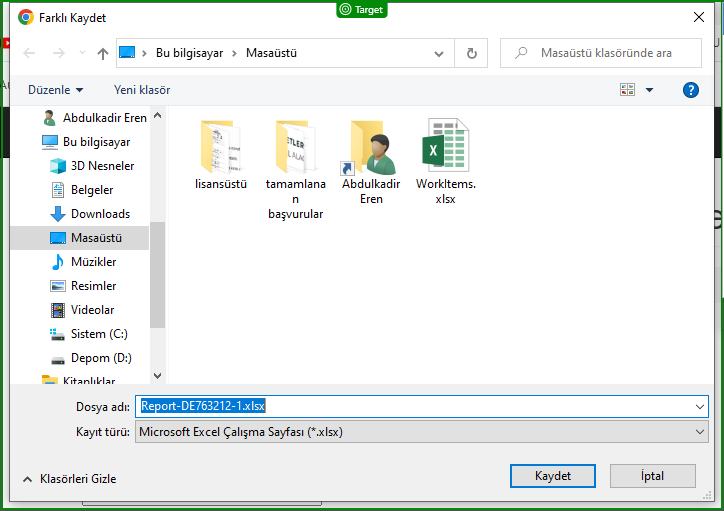 Target
Farklı Kaydet
Bu bilgisayar
Masaüstü
Masaüstü klasöründe ara
Düzenle
Yeni klasör
Abdulkadir Eren
Bu bilgisayar
3D Nesneler
Belgeler
Downloads
Masaüstü
Müzikler
Resimler
Videolar
Sistem (C:)
Depom (D:)
Kitaplıklar
lisansüstü
tamamlana
n
başvurular
Abdulkadir
Eren
WorkItems.
xlsx
Dosya adı: Report-DE763212-1.xlsx
Kayıt türü: Microsoft Excel Çalışma Sayfası (*.xlsx)
Klasörleri Gizle
Kaydet
İptal